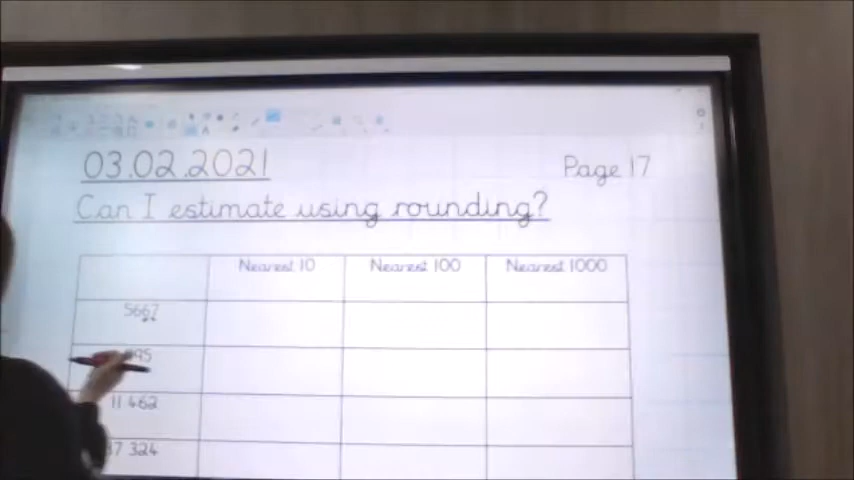 03.02.2021 Page 17
Can I estimate using rounding?
Nearest 10 Nearest 100 Nearest 1000
5667
11 462